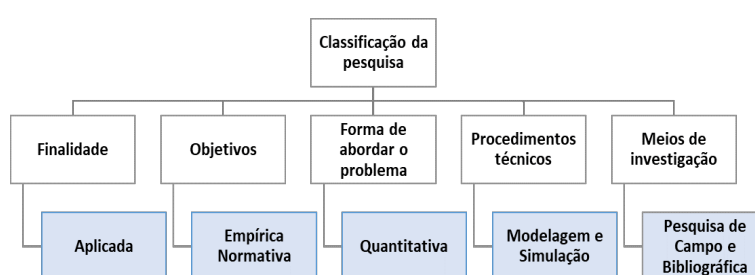 Classificação da
pesquisa
Finalidade
Objetivos
Forma de
abordar o
problema
Procedimentos
técnicos
Meios de
investigação
Aplicada
Empírica
Normativa
Quantitativa
Modelagem e
Simulação
Pesquisa de
Campo e
Bibliográfica